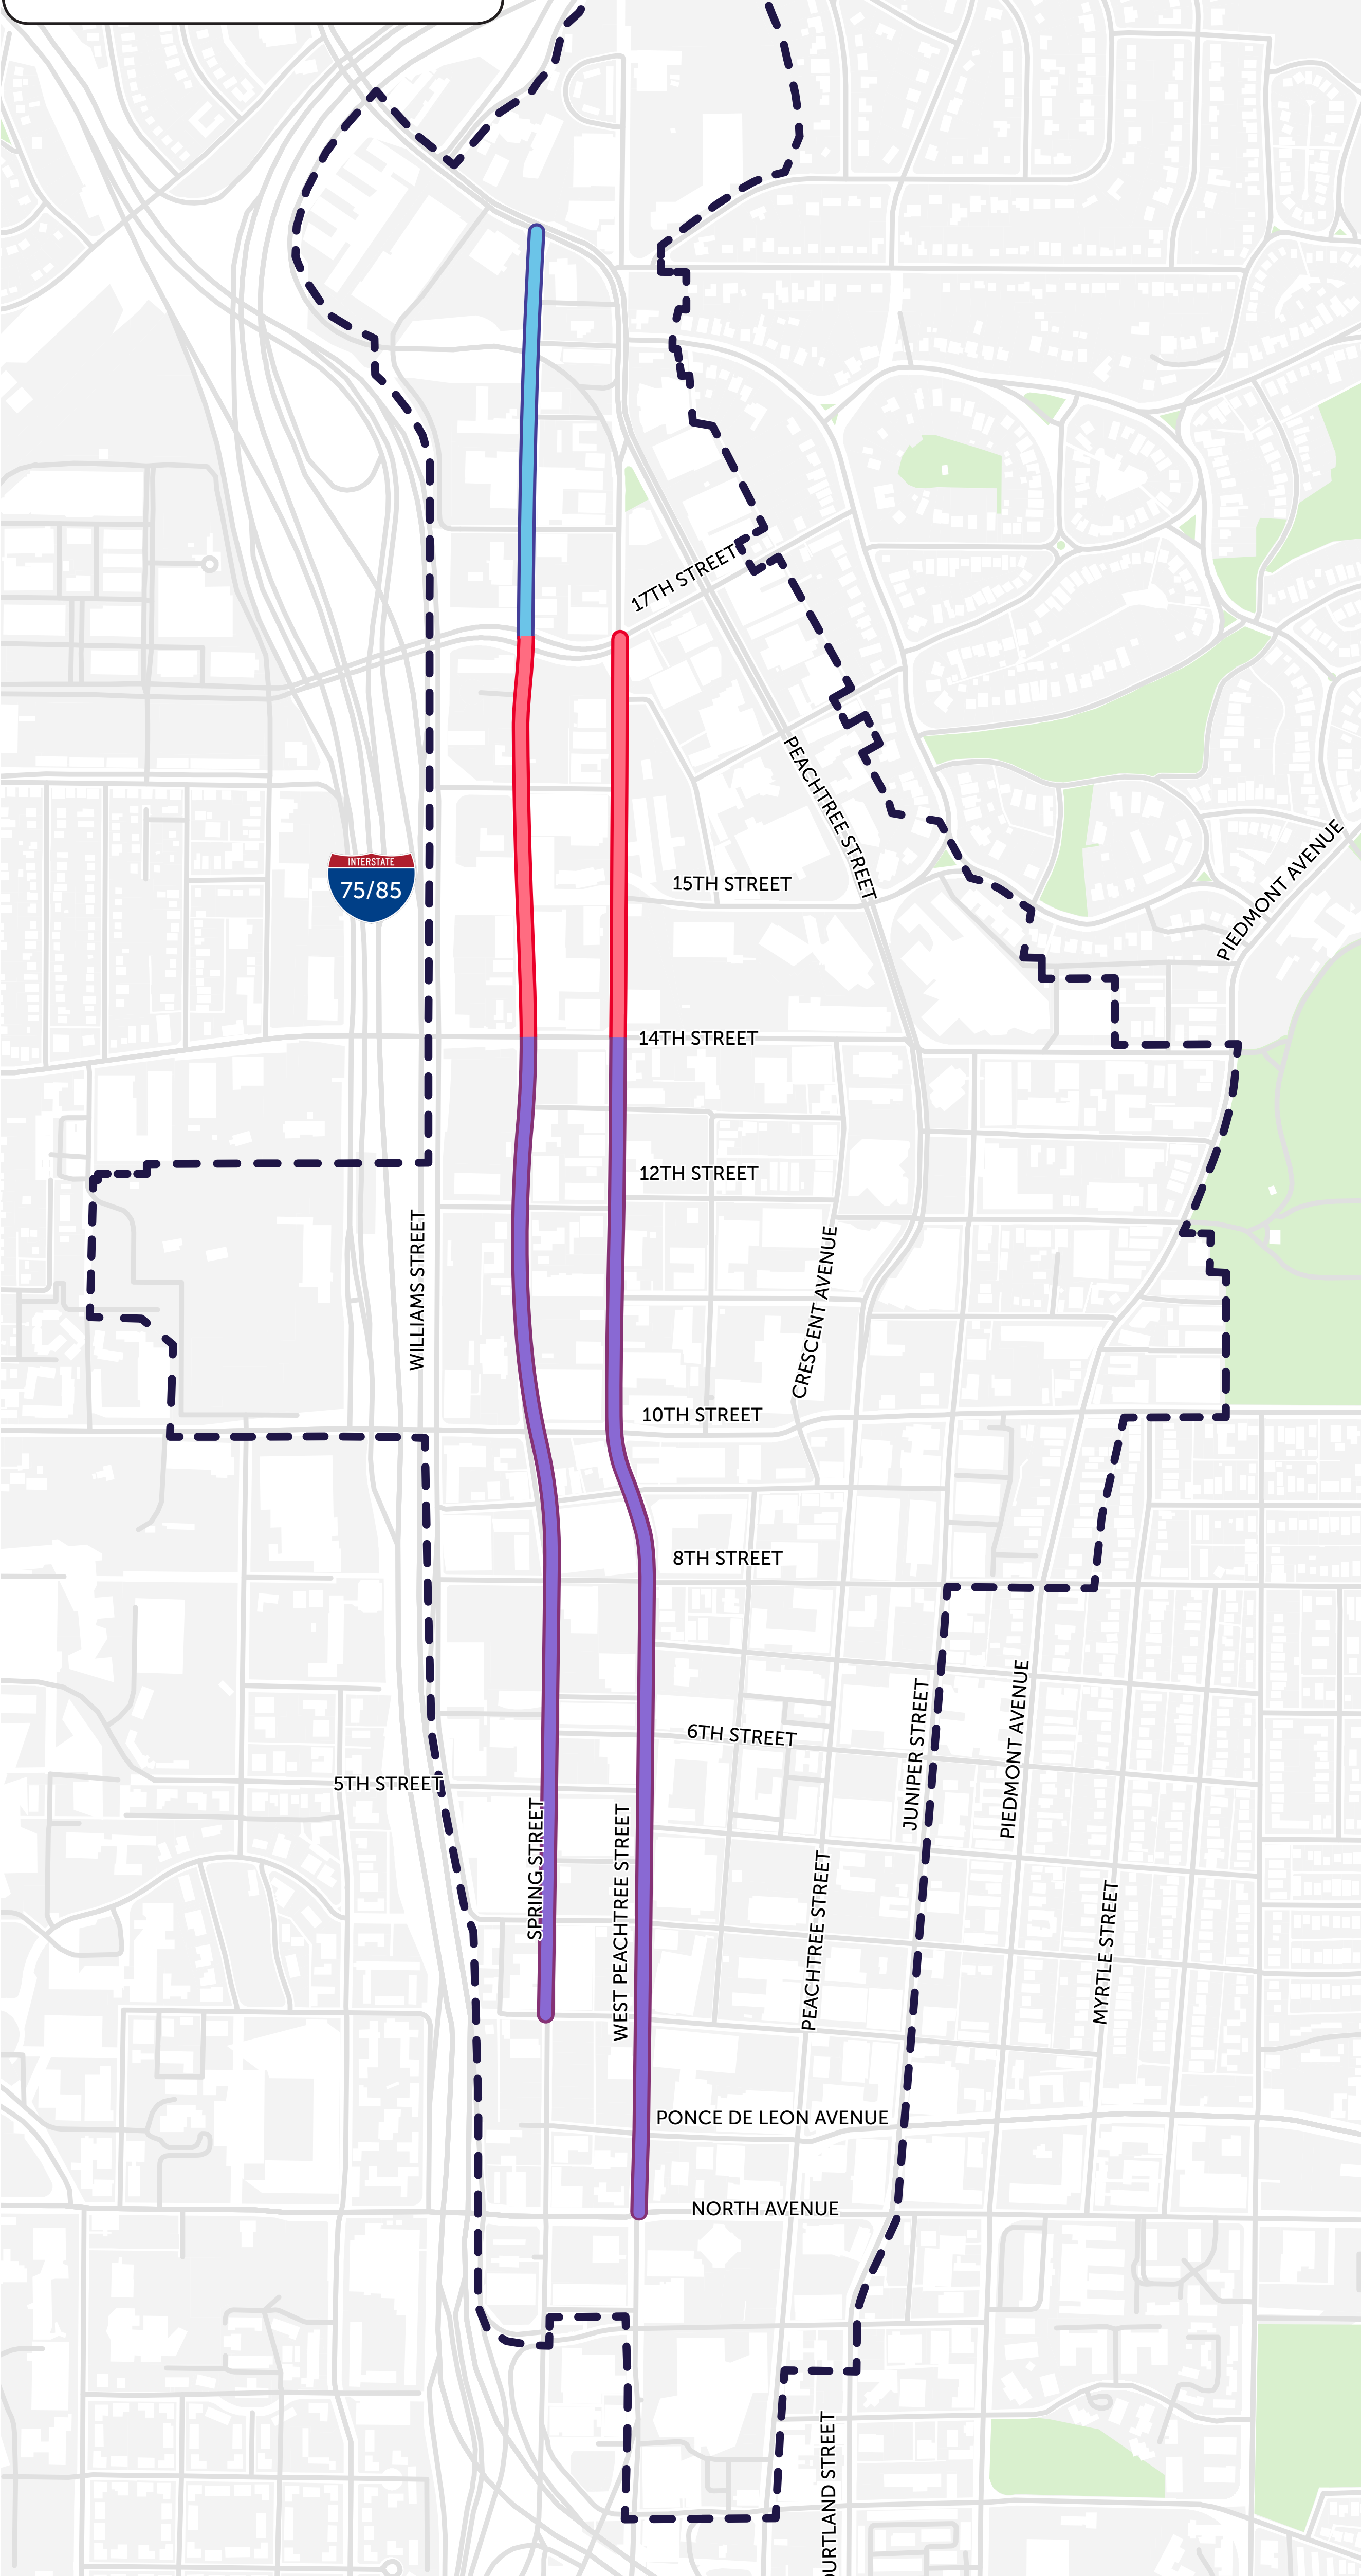 17TH STREET
PEACHTREE STREET
PIEDMONT AVENUE
INTERSTATE
75/85
15TH STREET
14TH STREET
12TH STREET
WILLIAMS STREET
CRESCENT AVENUE
10TH STREET
8TH STREET
6TH STREET
JUNIPER STREET
PIEDMONT AVENUE
5TH STREET
SPRING STREET
WEST PEACHTREE STREET
PEACHTREE STREET
MYRTLE STREET
PONCE DE LEON AVENUE
NORTH AVENUE
OURTLAND STREET